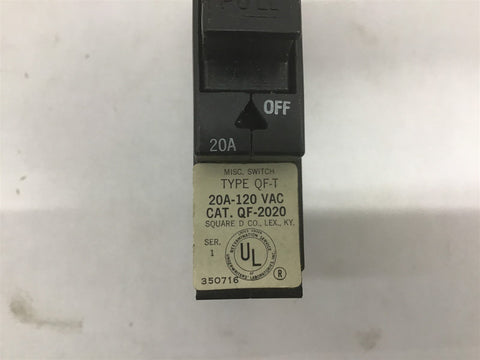 PULL
OFF
20A
MISC. SWITCH
TYPE QF-T
20A-120 VAC
CAT. QF-2020
SQUARE D CO., LEX., KY.
SER.
1
UL
®
350716